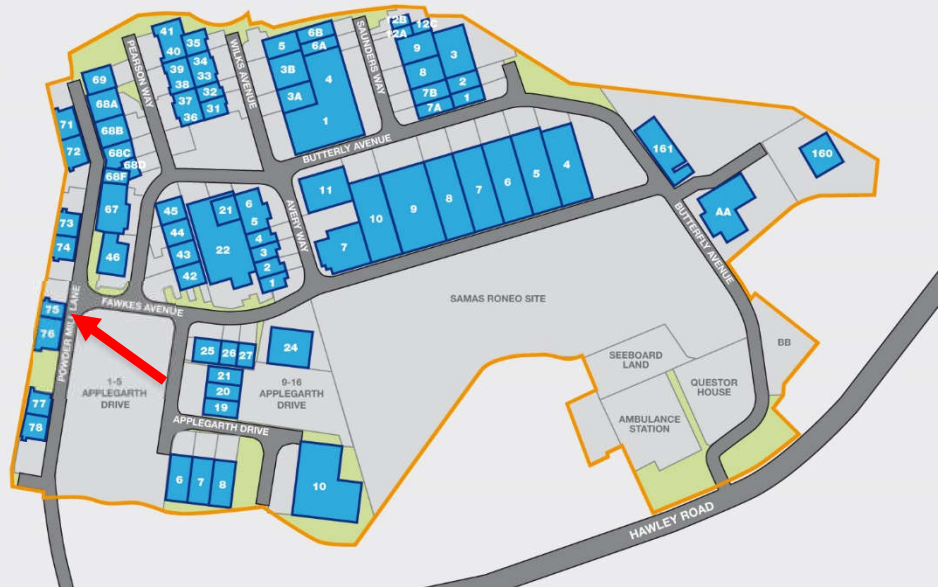 41
35
40
34
39
33
38
32
37
31
36
PEARSON WAY
WILKS AVENUE
5
6B
6A
3B
4
3A
1
SAUNDERS WAY
12B
12C
12A
9
3
8
2
7B
1
7A
69
68A
68B
68C
68D
68F
67
46
71
72
73
74
75
76
77
78
BUTTERLY AVENUE
161
160
AA
BUTTERFLY AVENUE
11
10
9
8
7
6
5
4
7
AVERY WAY
45
44
43
42
21
22
6
5
4
3
2
1
FAWKES AVENUE
POWDER MILL LANE
SAMAS RONEO SITE
25
26
27
24
21
20
19
1-5
APPLEGARTH
DRIVE
9-16
APPLEGARTH
DRIVE
APPLEGARTH DRIVE
6
7
8
10
SEEBOARD
LAND
QUESTOR
HOUSE
AMBULANCE
STATION
BB
HAWLEY ROAD